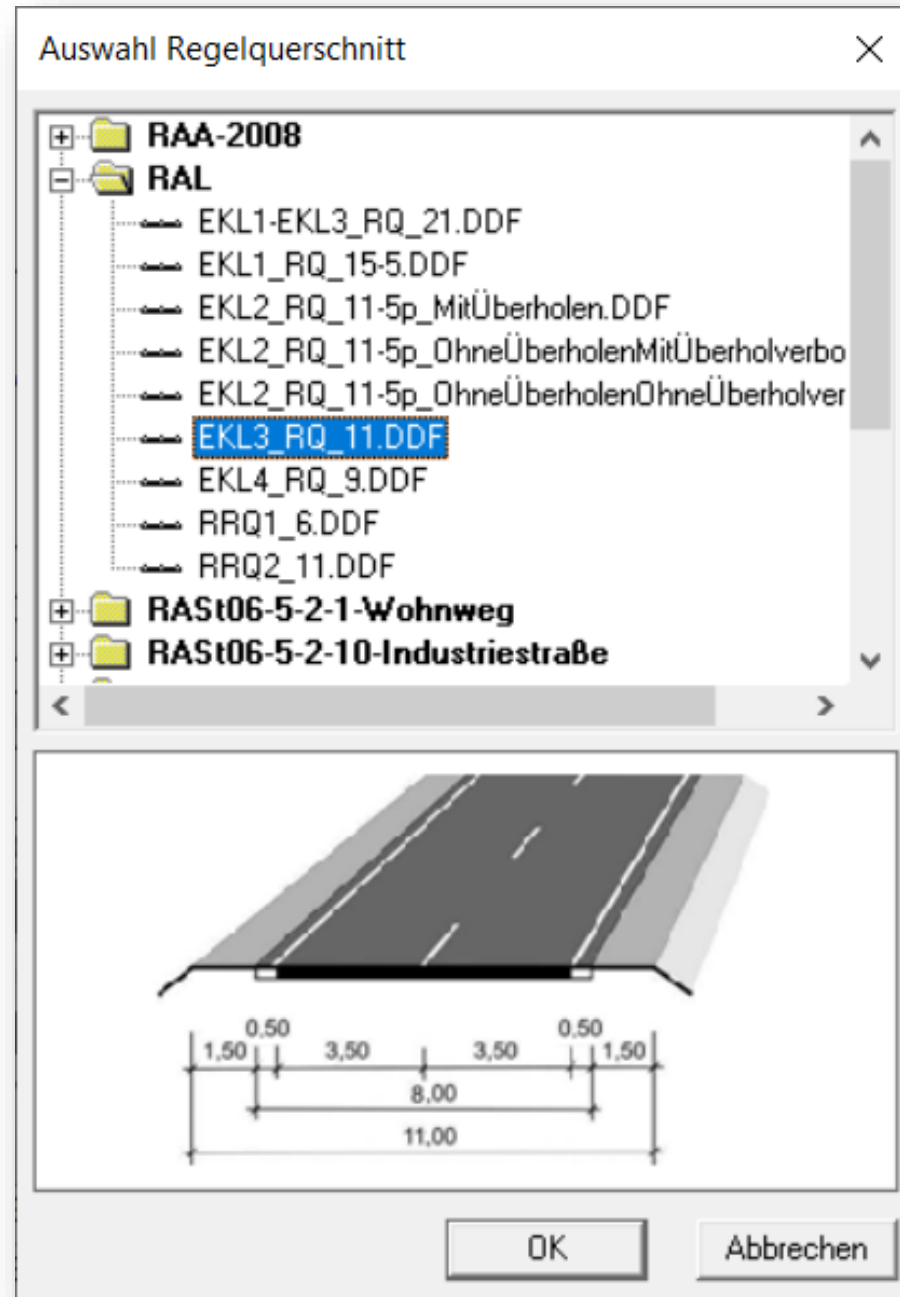 Auswahl Regelquerschnitt
RAA-2008
RAL
EKL1-EKL3_RQ_21.DDF
EKL1_RQ_15-5.DDF
EKL2_RQ_11-5p_MitÜberholen.DDF
EKL2_RQ_11-5p_OhneÜberholenMitÜberholverbo
EKL2_RQ_11-5p_OhneÜberholenOhneÜberholver
EKL3_RQ_11.DDF
EKL4_RQ_9.DDF
RRQ1_6.DDF
RRQ2_11.DDF
RASt06-5-2-1-Wohnweg
RASt06-5-2-10-Industriestraße
0,50 0,50
1,50 3,50 3,50 1,50
8,00
11,00
OK Abbrechen